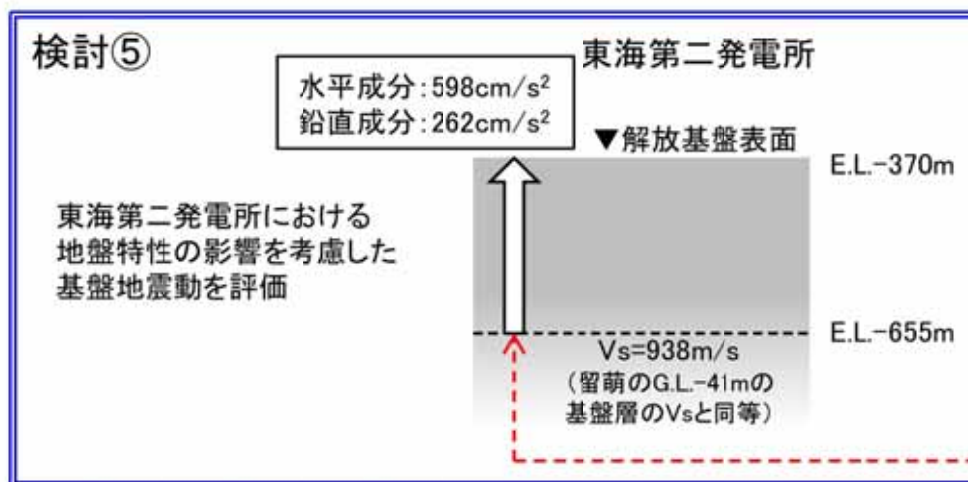 検討⑤
東海第二発電所
水平成分:598cm/s²
鉛直成分:262cm/s²
▼解放基盤表面
E.L.-370m
東海第二発電所における
地盤特性の影響を考慮した
基盤地震動を評価
E.L.-655m
Vs=938m/s
(留萌のG.L.-41mの
基盤層のVsと同等)